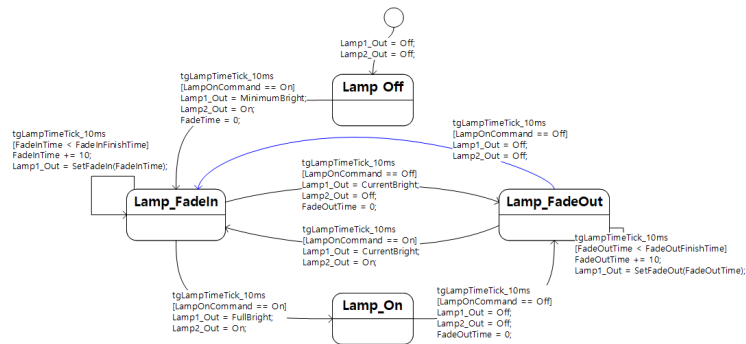 Lamp1_Out = Off;
Lamp2_Out = Off;
Lamp Off
tgLampTimeTick_10ms
[LampOnCommand == On]
Lamp1_Out = MinimumBright;
Lamp2_Out = On;
FadeTime = 0;
tgLampTimeTick_10ms
[LampOnCommand == Off]
Lamp1_Out = Off;
Lamp2_Out = Off;
tgLampTimeTick_10ms
[FadeInTime < FadeInFinishTime]
FadeInTime += 10;
Lamp1_Out = SetFadeIn(FadeInTime);
Lamp_FadeIn
tgLampTimeTick_10ms
[LampOnCommand == Off]
Lamp1_Out = CurrentBright;
Lamp2_Out = Off;
FadeOutTime = 0;
Lamp_FadeOut
tgLampTimeTick_10ms
[LampOnCommand == On]
Lamp1_Out = CurrentBright;
Lamp2_Out = On;
tgLampTimeTick_10ms
[FadeOutTime < FadeOutFinishTime]
FadeOutTime += 10;
Lamp1_Out = SetFadeOut(FadeOutTime);
tgLampTimeTick_10ms
[LampOnCommand == On]
Lamp1_Out = FullBright;
Lamp2_Out = On;
Lamp_On
tgLampTimeTick_10ms
[LampOnCommand == Off]
Lamp1_Out = Off;
Lamp2_Out = Off;
FadeOutTime = 0;